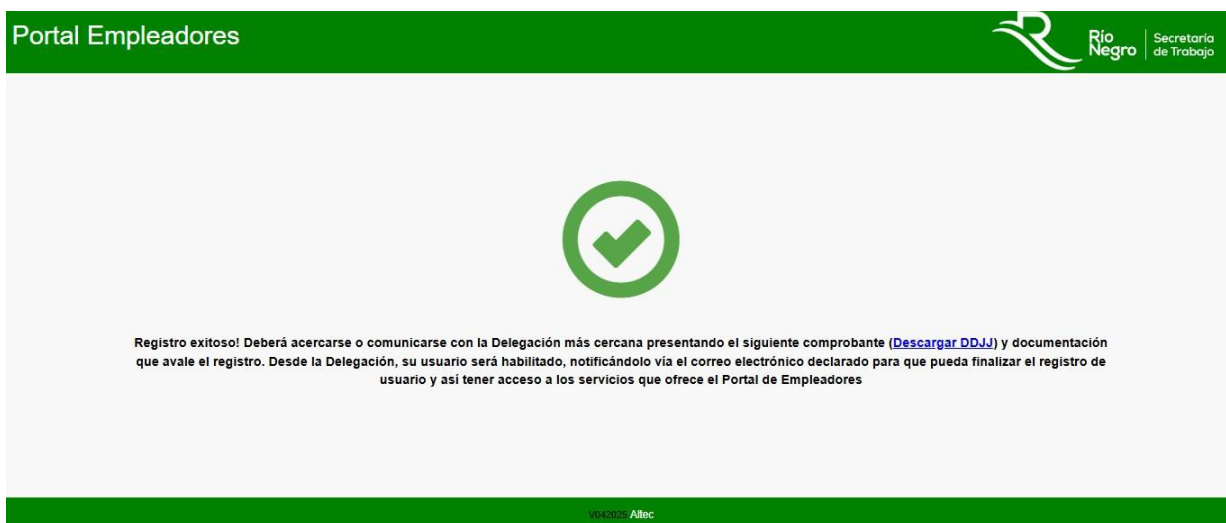 Portal Empleadores
Río
Negro
Secretaría
de Trabajo
Registro exitoso! Deberá acercarse o comunicarse con la Delegación más cercana presentando el siguiente comprobante (Descargar DDJJ) y documentación
que avale el registro. Desde la Delegación, su usuario será habilitado, notificándolo vía el correo electrónico declarado para que pueda finalizar el registro de
usuario y así tener acceso a los servicios que ofrece el Portal de Empleadores
V042025 Altec